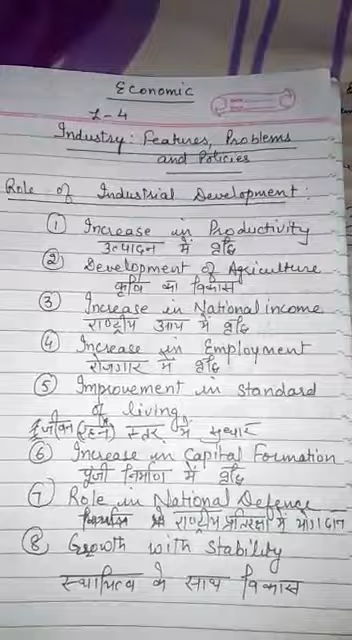 Economic
L-4
Industry: Features, Problems
and Policies
Role of Industrial Development:
① Increase in Productivity
उत्पादन में वृद्धि
② Development of Agriculture
कृषि का विकास
③ Increase in National income
राष्ट्रीय आय में वृद्धि
④ Increase in Employment
रोजगार में वृद्धि
⑤ Improvement in Standard
of living
जीवन (रहन) स्तर में सुधार
⑥ Increase in Capital Formation
पूंजी निर्माण में वृद्धि
⑦ Role in National Defence
राष्ट्रीय प्रतिरक्षा में योगदान
⑧ Growth with Stability
स्थायित्व के साथ विकास